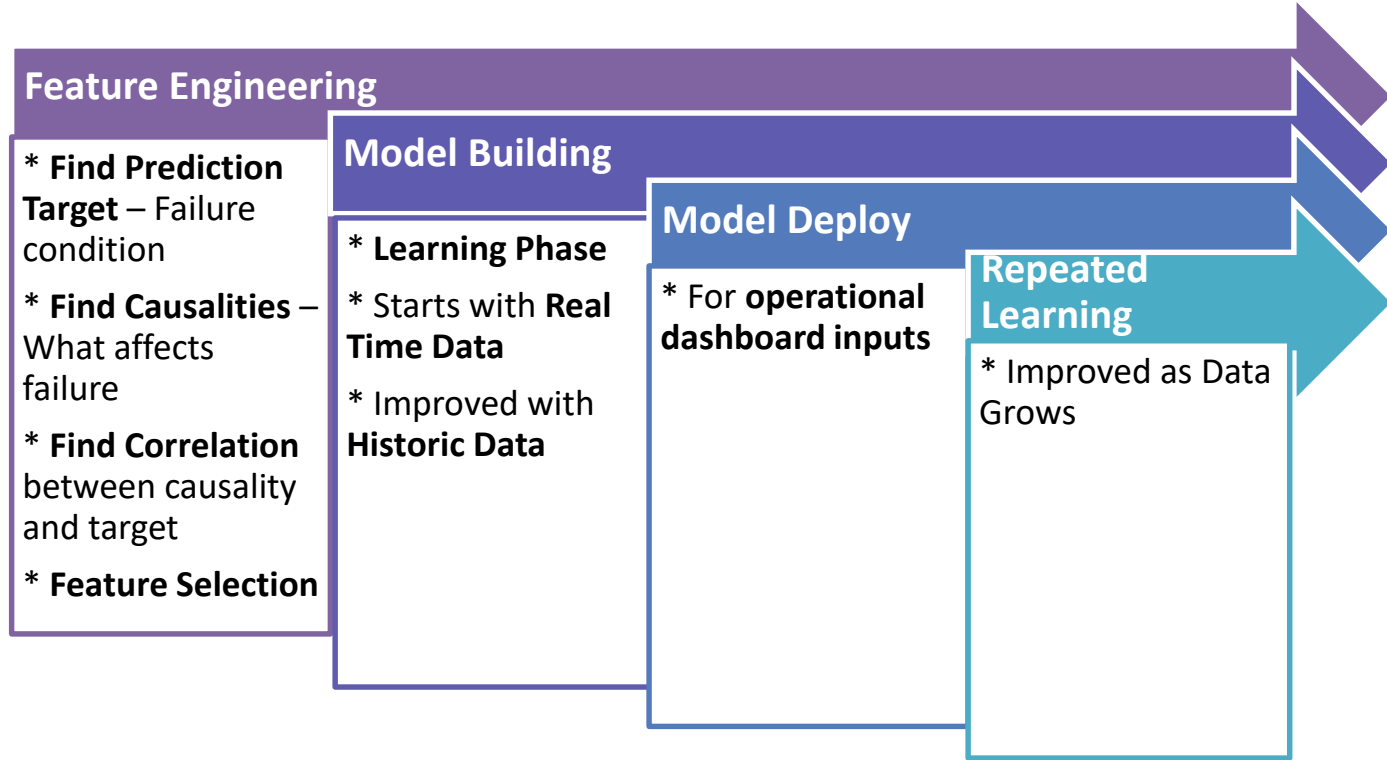 Feature Engineering
* Find Prediction
Target – Failure
condition
* Find Causalities –
What affects
failure
* Find Correlation
between causality
and target
* Feature Selection
Model Building
* Learning Phase
* Starts with Real
Time Data
* Improved with
Historic Data
Model Deploy
* For operational
dashboard inputs
Repeated
Learning
* Improved as Data
Grows